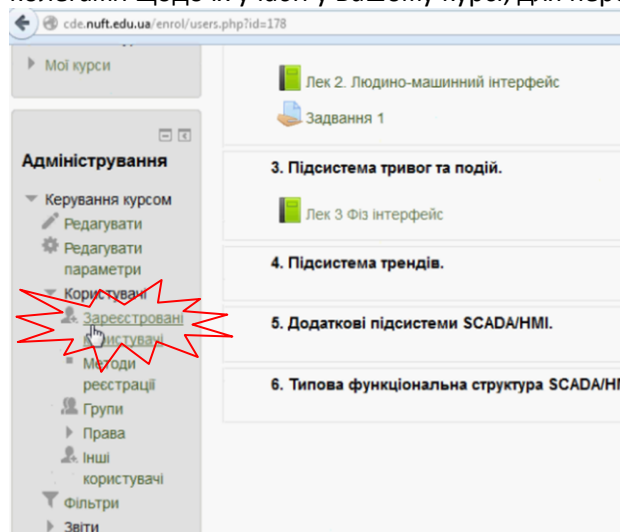 cde.nuft.edu.ua/enrol/users.php?id=178
Мої курси
Адміністрування
Керування курсом
Редагувати
Редагувати
параметри
Користувачі
Зареєстровані
користувачі
Методи
реєстрації
Групи
Права
Інші
користувачі
Фільтри
Звіти
Лек 2. Людино-машинний інтерфейс
Задвання 1
3. Підсистема тривог та подій.
Лек 3 Фіз інтерфейс
4. Підсистема трендів.
5. Додаткові підсистеми SCADA/HMI.
6. Типова функціональна структура SCADA/HM